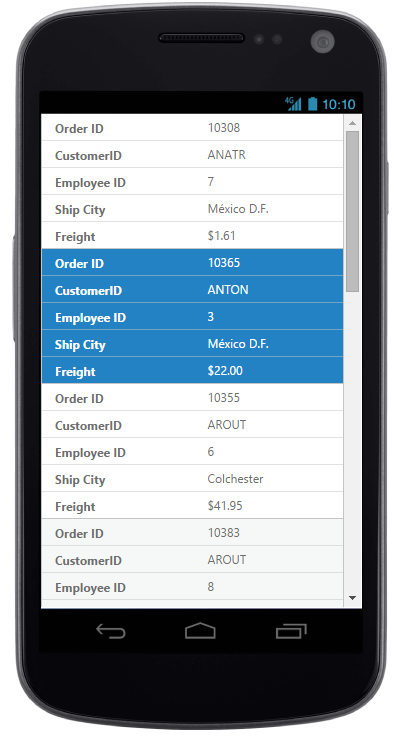 4G 10:10
Order ID 10308
CustomerID ANATR
Employee ID 7
Ship City México D.F.
Freight $1.61
Order ID 10365
CustomerID ANTON
Employee ID 3
Ship City México D.F.
Freight $22.00
Order ID 10355
CustomerID AROUT
Employee ID 6
Ship City Colchester
Freight $41.95
Order ID 10383
CustomerID AROUT
Employee ID 8